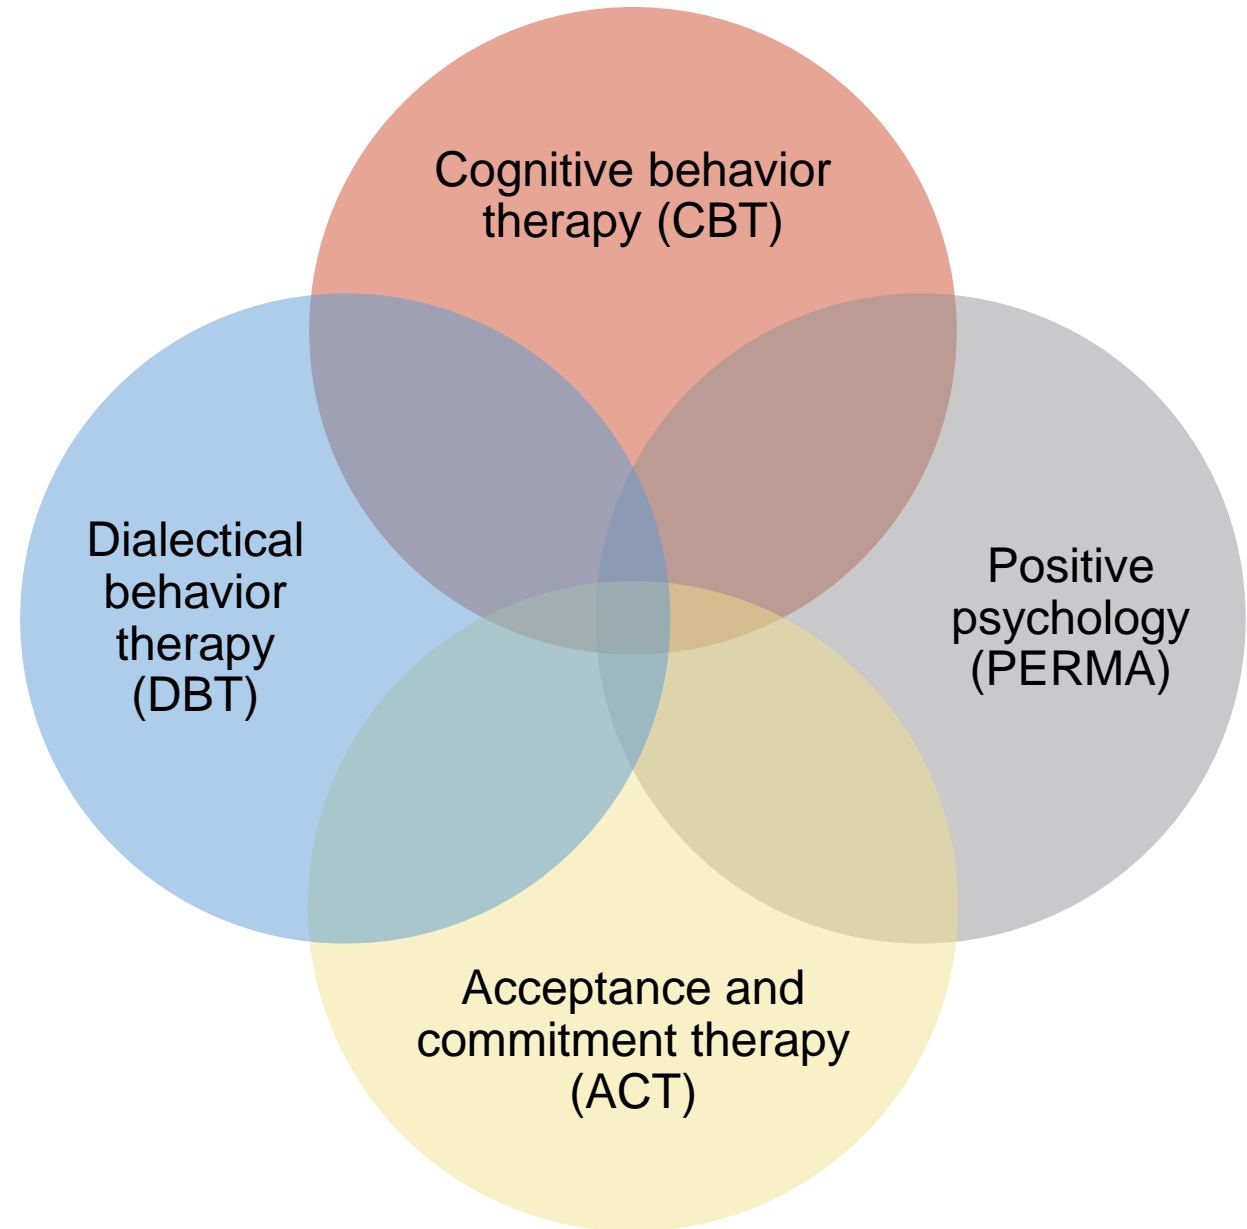 Cognitive behavior
therapy (CBT)
Dialectical
behavior
therapy
(DBT)
Positive
psychology
(PERMA)
Acceptance and
commitment therapy
(ACT)